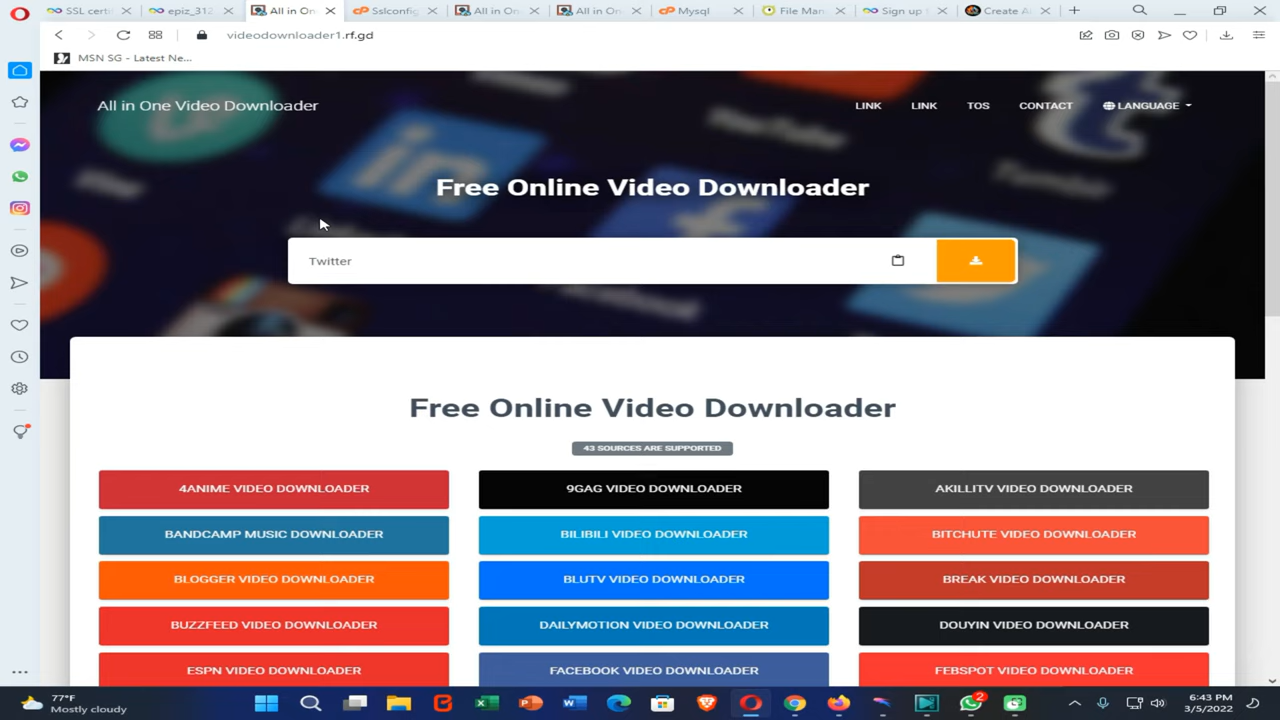 SSL certi
epiz_312
All in On
Sslconfig
All in On
All in On
Mysql
File Man
Sign up
Create A
videodownloader1.rf.gd
MSN SG - Latest Ne...
All in One Video Downloader
LINK
LINK
TOS
CONTACT
LANGUAGE
YouTube
Tumblr
Viber
Facebook
Free Online Video Downloader
Twitter
Free Online Video Downloader
43 SOURCES ARE SUPPORTED
4ANIME VIDEO DOWNLOADER
9GAG VIDEO DOWNLOADER
AKILLITV VIDEO DOWNLOADER
BANDCAMP MUSIC DOWNLOADER
BILIBILI VIDEO DOWNLOADER
BITCHUTE VIDEO DOWNLOADER
BLOGGER VIDEO DOWNLOADER
BLUTV VIDEO DOWNLOADER
BREAK VIDEO DOWNLOADER
BUZZFEED VIDEO DOWNLOADER
DAILYMOTION VIDEO DOWNLOADER
DOUYIN VIDEO DOWNLOADER
ESPN VIDEO DOWNLOADER
FACEBOOK VIDEO DOWNLOADER
FEBSPOT VIDEO DOWNLOADER
77°F
Mostly cloudy
2
6:43 PM
3/5/2022